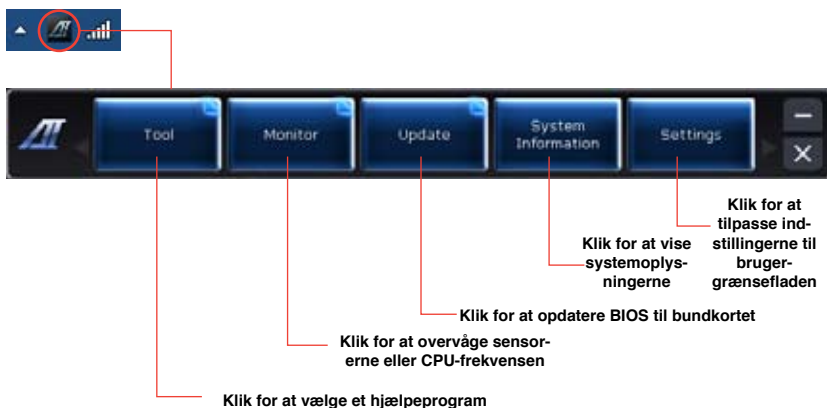 Tool
Monitor
Update
System
Information
Settings
Klik for at
tilpasse ind-
stillingerne til
bruger-
grænsefladen
Klik for at vise
systemoplys-
ningerne
Klik for at opdatere BIOS til bundkortet
Klik for at overvåge sensor-
erne eller CPU-frekvensen
Klik for at vælge et hjælpeprogram